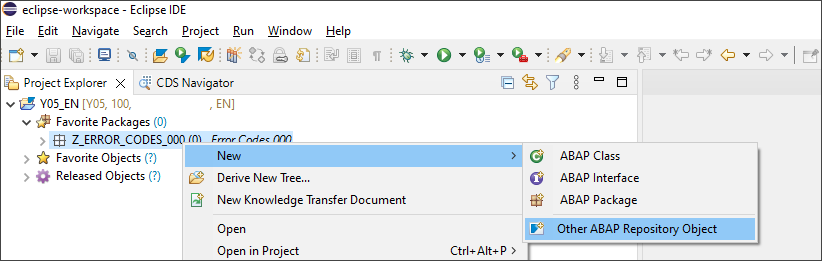 eclipse-workspace - Eclipse IDE
File Edit Navigate Search Project Run Window Help
Project Explorer CDS Navigator
Y05_EN [Y05, 100, , EN]
Favorite Packages (0)
Z_ERROR_CODES_000 (0) Error Codes 000
Favorite Objects (?)
Released Objects (?)
New
Derive New Tree...
New Knowledge Transfer Document
Open
Open in Project Ctrl+Alt+P
ABAP Class
ABAP Interface
ABAP Package
Other ABAP Repository Object